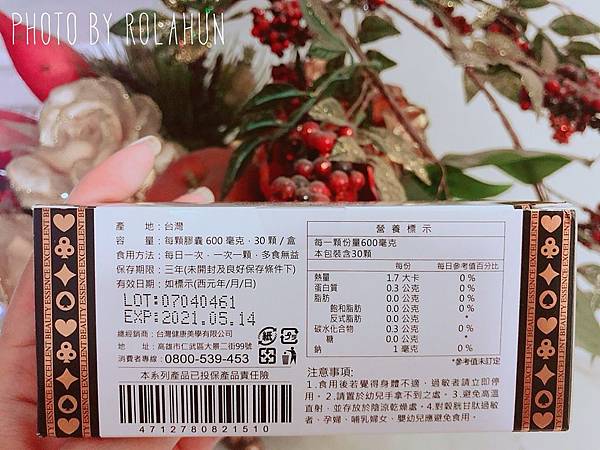 PHOTO BY ROLAHUN
產　　地：台灣
容　　量：每顆膠囊 600 毫克，30 顆 / 盒
食用方法：每日一次，一次一顆，多食無益
保存期限：三年(未開封及良好保存條件下)
有效日期：如標示(西元年/月/日)
LOT:07040461
EXP:2021.05.14
總經銷商：台灣健康美學有限公司
地　　址：高雄市仁武區大景二街99號
消費者專線：0800-539-453
本系列產品已投保產品責任險
4712780821510
營養標示
每一顆份量600毫克
本包裝含30顆
每份 每日參考值百分比
熱量 1.7 大卡 *
蛋白質 0.3 公克 0%
脂肪 0.0 公克 0%
飽和脂肪 0.0 公克 0%
反式脂肪 0.0 公克 *
碳水化合物 0.3 公克 0%
糖 0.0 公克 *
鈉 1 毫克 0%
*參考值未訂定
注意事項：
1.食用後若覺得身體不適、過敏者請立即停
用。2.請置於幼兒手拿不到之處。3.避免高溫
直射，並存放於陰涼乾燥處。4.對穀胱甘肽過敏
者、孕婦、哺乳婦女、嬰幼兒應避免食用。
BEAUTY ESSENCE EXCELLENT
BEAUTY ESSENCE EXCELLENT